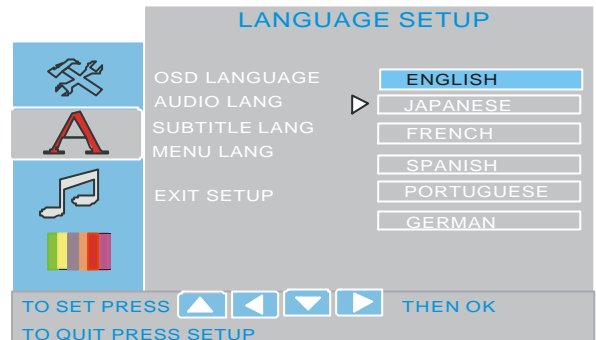 LANGUAGE SETUP
OSD LANGUAGE
AUDIO LANG
SUBTITLE LANG
MENU LANG
EXIT SETUP
ENGLISH
JAPANESE
FRENCH
SPANISH
PORTUGUESE
GERMAN
A
TO SET PRESS THEN OK
TO QUIT PRESS SETUP